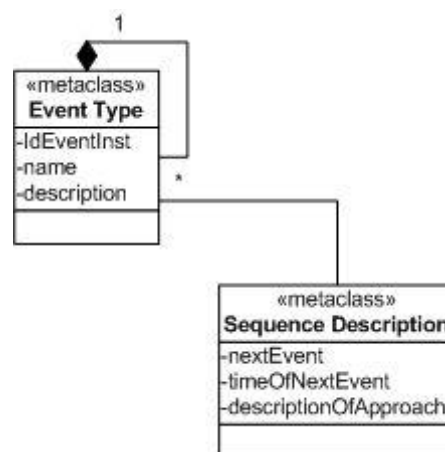 1
«metaclass»
Event Type
-IdEventInst
-name
-description
*
«metaclass»
Sequence Description
-nextEvent
-timeOfNextEvent
-descriptionOfApproach